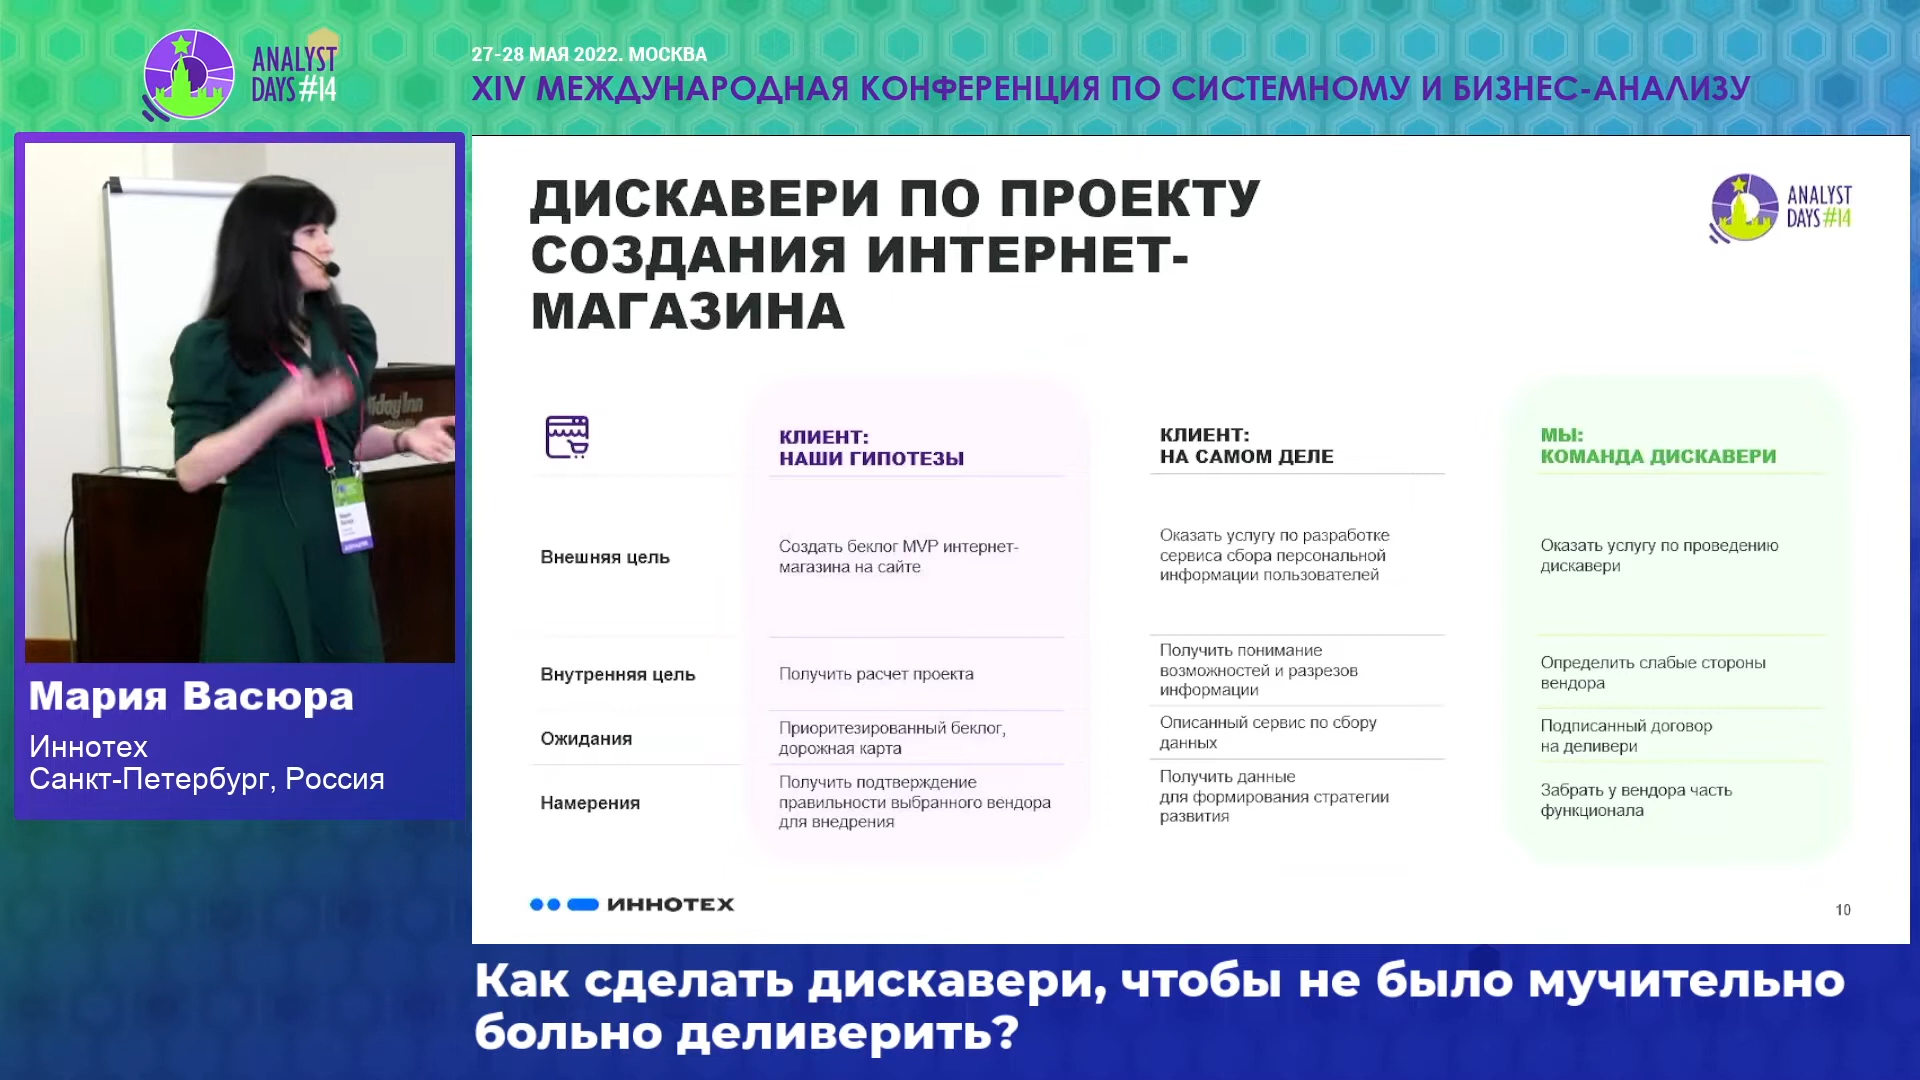 ANALYST
DAYS #14
27-28 МАЯ 2022. МОСКВА
XIV МЕЖДУНАРОДНАЯ КОНФЕРЕНЦИЯ ПО СИСТЕМНОМУ И БИЗНЕС-АНАЛИЗУ
Мария Васюра
Иннотех
Санкт-Петербург, Россия
ДИСКАВЕРИ ПО ПРОЕКТУ
СОЗДАНИЯ ИНТЕРНЕТ-
МАГАЗИНА
ANALYST
DAYS #14
КЛИЕНТ:
НАШИ ГИПОТЕЗЫ
КЛИЕНТ:
НА САМОМ ДЕЛЕ
МЫ:
КОМАНДА ДИСКАВЕРИ
Внешняя цель
Создать беклог MVP интернет-
магазина на сайте
Оказать услугу по разработке
сервиса сбора персональной
информации пользователей
Оказать услугу по проведению
дискавери
Внутренняя цель
Получить расчет проекта
Получить понимание
возможностей и разрезов
информации
Определить слабые стороны
вендора
Ожидания
Приоритезированный беклог,
дорожная карта
Описанный сервис по сбору
данных
Подписанный договор
на деливери
Намерения
Получить подтверждение
правильности выбранного вендора
для внедрения
Получить данные
для формирования стратегии
развития
Забрать у вендора часть
функционала
ИННОТЕХ
10
Как сделать дискавери, чтобы не было мучительно
больно деливерить?